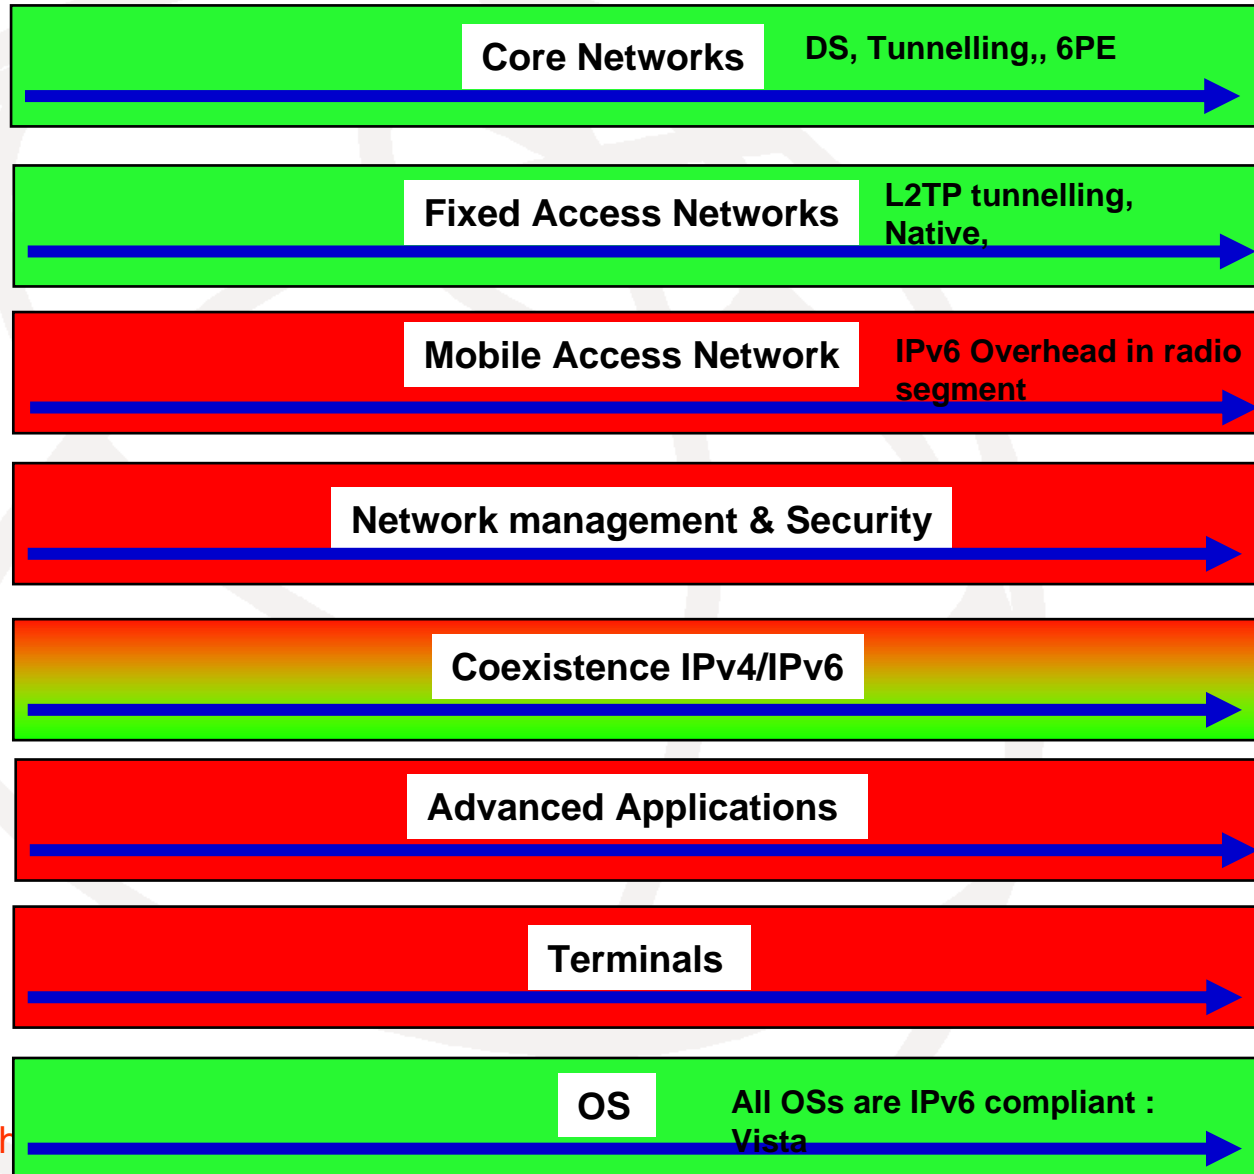 Core Networks
DS, Tunnelling,, 6PE
Fixed Access Networks
L2TP tunnelling,
Native,
Mobile Access Network
IPv6 Overhead in radio
segment
Network management & Security
Coexistence IPv4/IPv6
Advanced Applications
Terminals
OS
All OSs are IPv6 compliant :
Vista